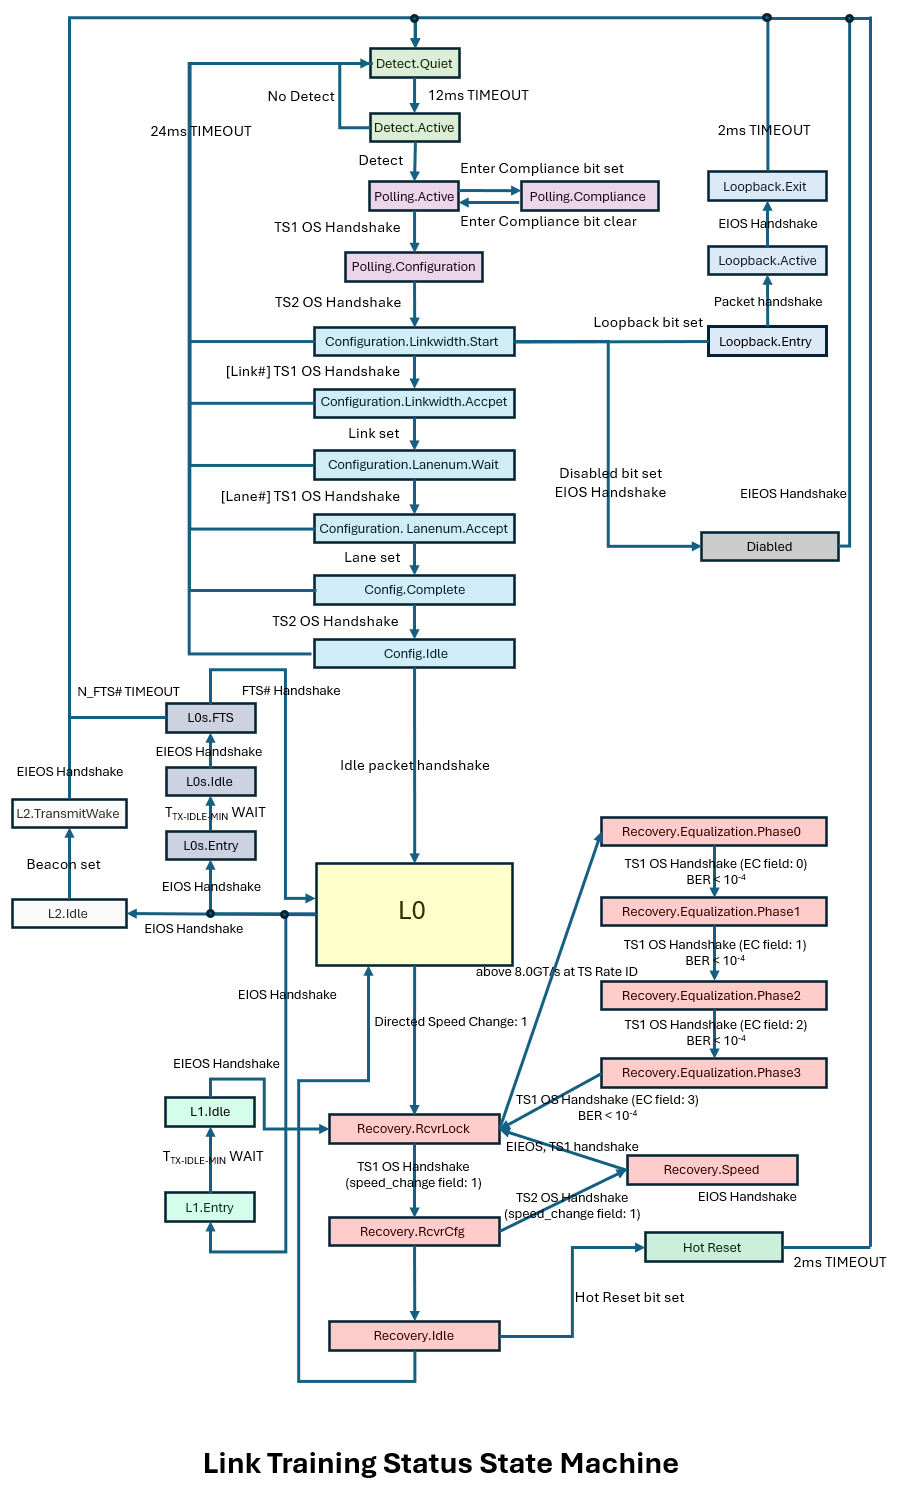 Detect.Quiet
No Detect
12ms TIMEOUT
24ms TIMEOUT
Detect.Active
2ms TIMEOUT
Detect
Enter Compliance bit set
Polling.Active
Polling.Compliance
Loopback.Exit
Enter Compliance bit clear
TS1 OS Handshake
EIOS Handshake
Polling.Configuration
Loopback.Active
TS2 OS Handshake
Packet handshake
Loopback bit set
Configuration.Linkwidth.Start
Loopback.Entry
[Link#] TS1 OS Handshake
Configuration.Linkwidth.Accpet
Link set
Configuration.Lanenum.Wait
Disabled bit set
EIOS Handshake
[Lane#] TS1 OS Handshake
EIEOS Handshake
Configuration. Lanenum.Accept
Diabled
Lane set
Config.Complete
TS2 OS Handshake
Config.Idle
N_FTS# TIMEOUT
FTS# Handshake
L0s.FTS
EIEOS Handshake
Idle packet handshake
EIEOS Handshake
L0s.Idle
L2.TransmitWake
TTX-IDLE-MIN WAIT
L0s.Entry
Recovery.Equalization.Phase0
Beacon set
TS1 OS Handshake (EC field: 0)
BER < 10-4
EIOS Handshake
L2.Idle
L0
Recovery.Equalization.Phase1
EIOS Handshake
TS1 OS Handshake (EC field: 1)
BER < 10-4
above 8.0GT/s at TS Rate ID
EIOS Handshake
Recovery.Equalization.Phase2
Directed Speed Change: 1
TS1 OS Handshake (EC field: 2)
BER < 10-4
EIEOS Handshake
Recovery.Equalization.Phase3
L1.Idle
TS1 OS Handshake (EC field: 3)
BER < 10-4
Recovery.RcvrLock
EIEOS, TS1 handshake
TTX-IDLE-MIN WAIT
TS1 OS Handshake
(speed_change field: 1)
Recovery.Speed
EIOS Handshake
L1.Entry
TS2 OS Handshake
(speed_change field: 1)
Recovery.RcvrCfg
Hot Reset
2ms TIMEOUT
Hot Reset bit set
Recovery.Idle
Link Training Status State Machine